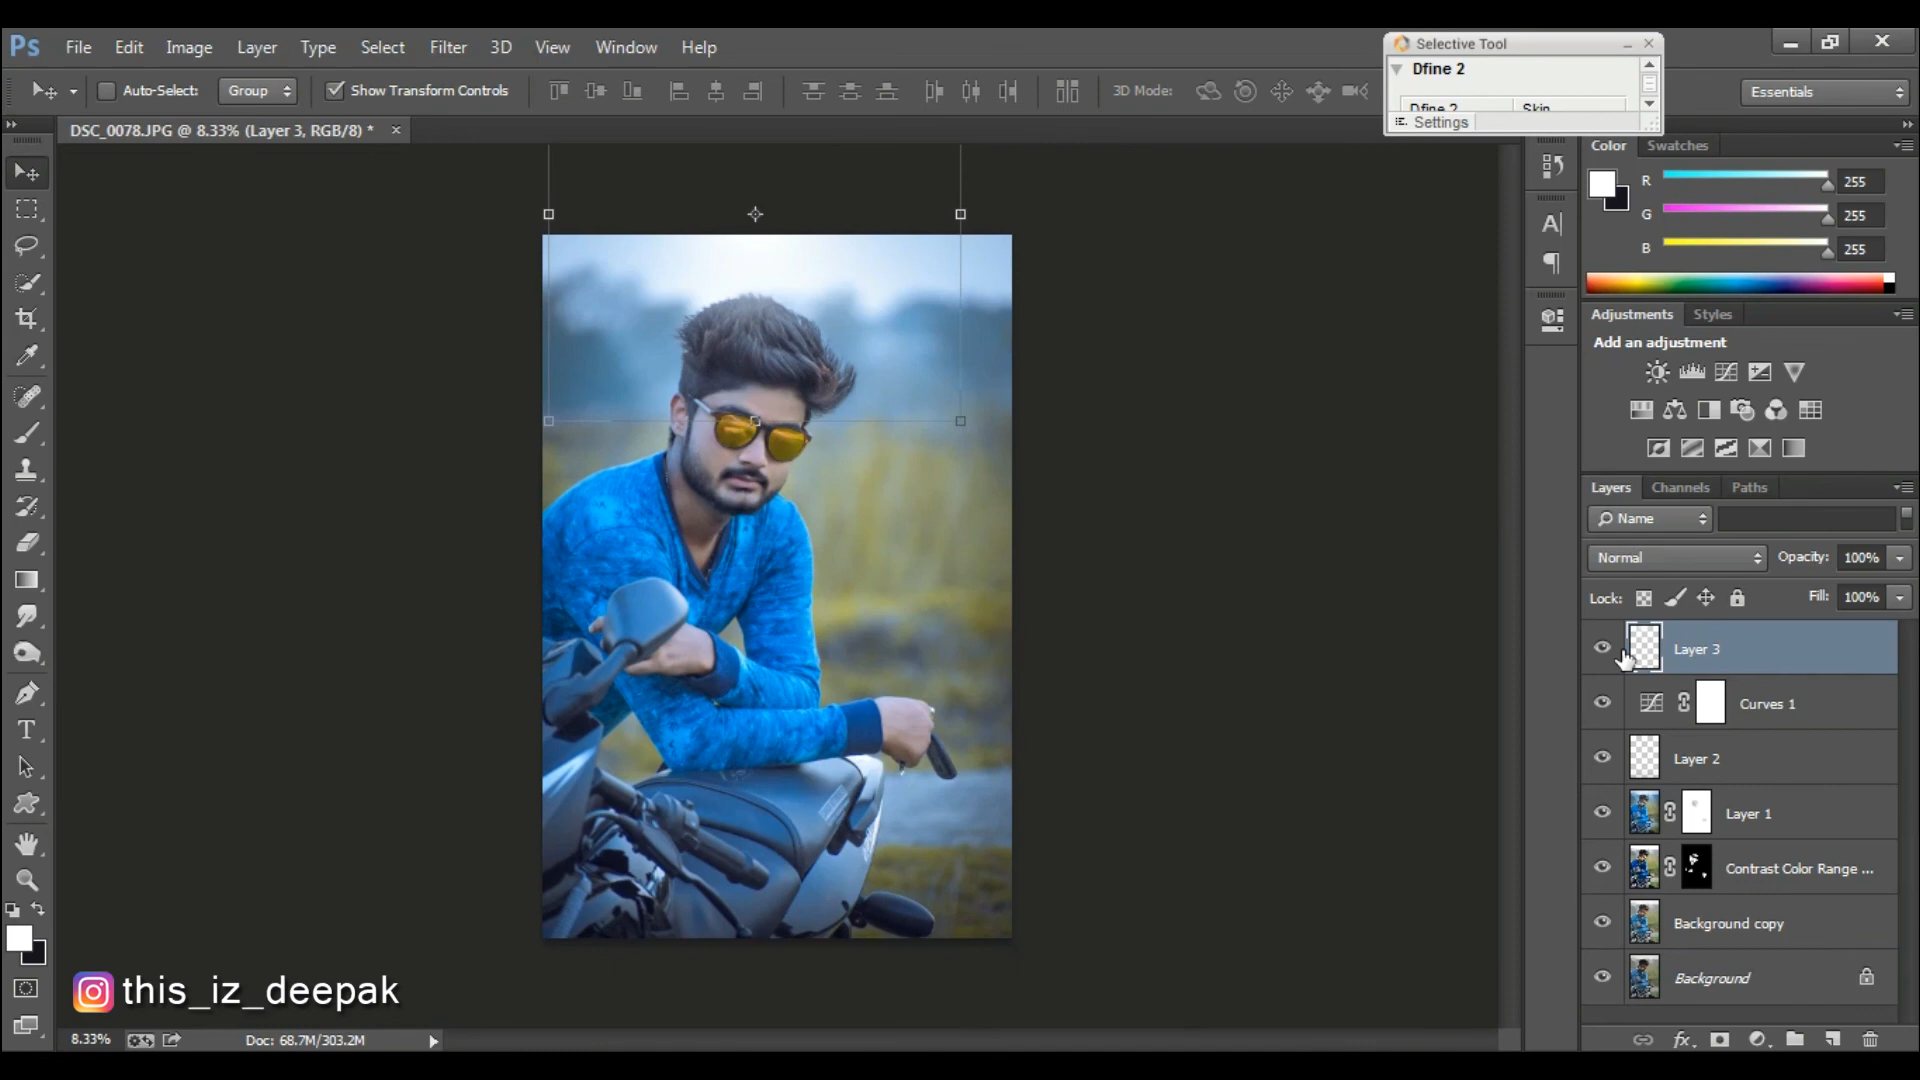 Ps File Edit Image Layer Type Select Filter 3D View Window Help
Selective Tool
Dfine 2
Dfine 2 Skin
Settings
Auto-Select: Group Show Transform Controls 3D Mode: Essentials
DSC_0078.JPG @ 8.33% (Layer 3, RGB/8) *
Color Swatches
R 255
G 255
B 255
Adjustments Styles
Add an adjustment
Layers Channels Paths
Name
Normal Opacity: 100%
Lock: Fill: 100%
Layer 3
Curves 1
Layer 2
Layer 1
Contrast Color Range ...
Background copy
Background
this_iz_deepak
8.33% Doc: 68.7M/303.2M